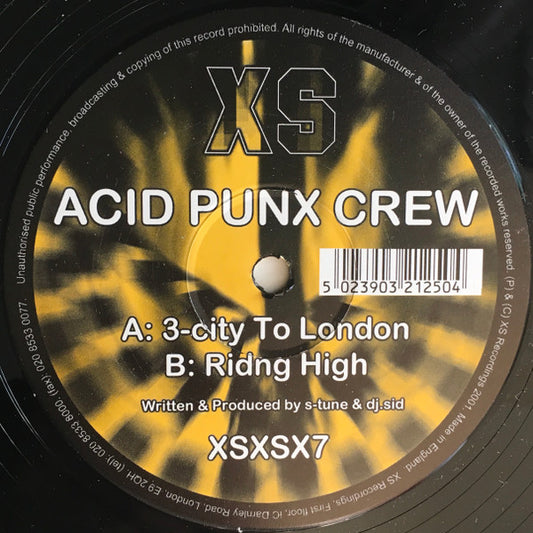 XS
ACID PUNX CREW
5 023903 212504
A: 3-city To London
B: Ridng High
Written & Produced by s-tune & dj.sid
XSXSX7
Unauthorised public performance, broadcasting & copying of this record prohibited. All rights of the manufacturer & of the owner of the recorded works reserved. (P) & (C) XS Recordings 2001. Made in England. XS Recordings, First floor, iC Darnley Road, London, E9 2QH. (tel): 020 8533 8000. (fax) 020 8533 0077.